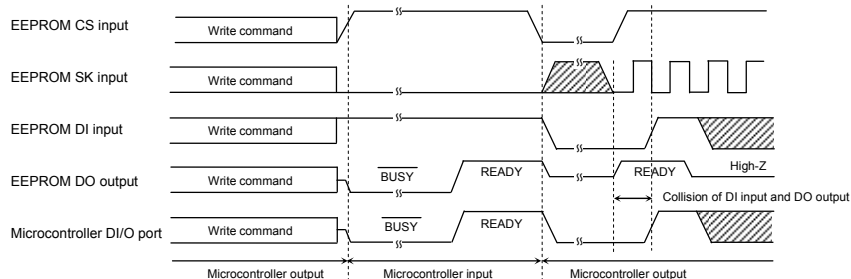 EEPROM CS input
Write command
EEPROM SK input
Write command
EEPROM DI input
Write command
EEPROM DO output
Write command
BUSY
READY
READY
High-Z
Collision of DI input and DO output
Microcontroller DI/O port
Write command
BUSY
READY
Microcontroller output
Microcontroller input
Microcontroller output